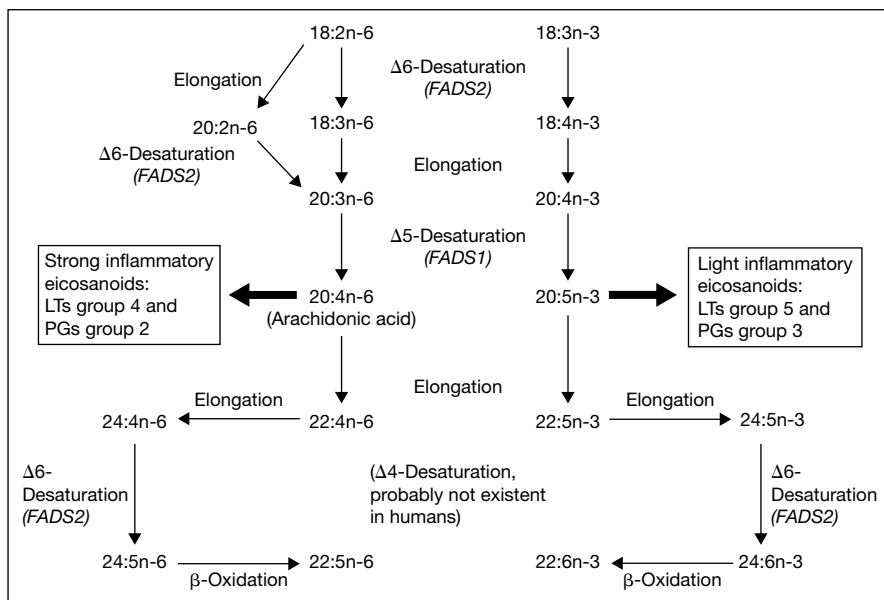 18:2n-6
18:3n-3
Elongation
Δ6-Desaturation
(FADS2)
20:2n-6
18:3n-6
18:4n-3
Δ6-Desaturation
(FADS2)
Elongation
20:3n-6
20:4n-3
Δ5-Desaturation
(FADS1)
Strong inflammatory
eicosanoids:
LTs group 4 and
PGs group 2
20:4n-6
(Arachidonic acid)
20:5n-3
Light inflammatory
eicosanoids:
LTs group 5 and
PGs group 3
Elongation
Elongation
Elongation
24:4n-6
22:4n-6
22:5n-3
24:5n-3
Δ6-
Desaturation
(FADS2)
(Δ4-Desaturation,
probably not existent
in humans)
Δ6-
Desaturation
(FADS2)
24:5n-6
22:5n-6
22:6n-3
24:6n-3
β-Oxidation
β-Oxidation